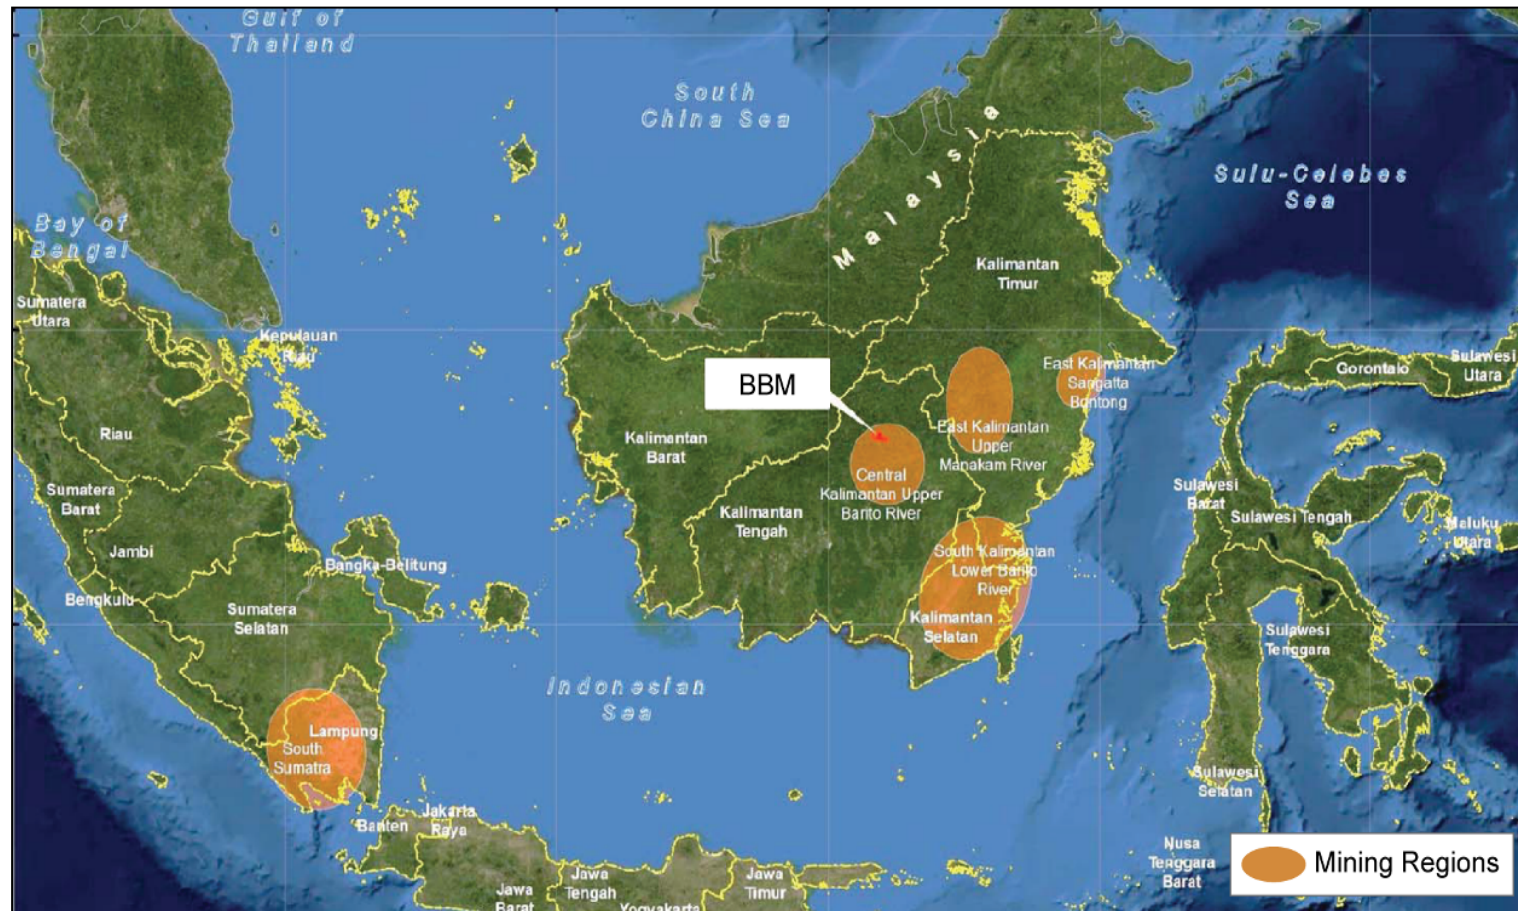 Gulf of
Thailand
South
China Sea
Malaysia
Sulu-Celebes
Sea
Bay of
Bengal
Kalimantan
Timur
Sumatera
Utara
Kepulauan
Riau
East Kalimantan
Sangatta
Bontong
Gorontalo
Sulawesi
Utara
BBM
Riau
Kalimantan
Barat
East Kalimantan
Upper
Manakam River
Central
Kalimantan Upper
Barito River
Sumatera
Barat
Kalimantan
Tengah
Sulawesi
Barat
Sulawesi Tengah
Maluku
Utara
Jambi
Bangka-Belitung
South Kalimantan
Lower Barito
River
Bengkulu
Sumatera
Selatan
Kalimantan
Selatan
Sulawesi
Tenggara
Indonesian
Sea
Lampung
South
Sumatra
Sulawesi
Selatan
Banten
Jakarta
Raya
Nusa
Tenggara
Barat
Mining Regions
Jawa
Barat
Jawa
Tengah
Yogyakarta
Jawa
Timur